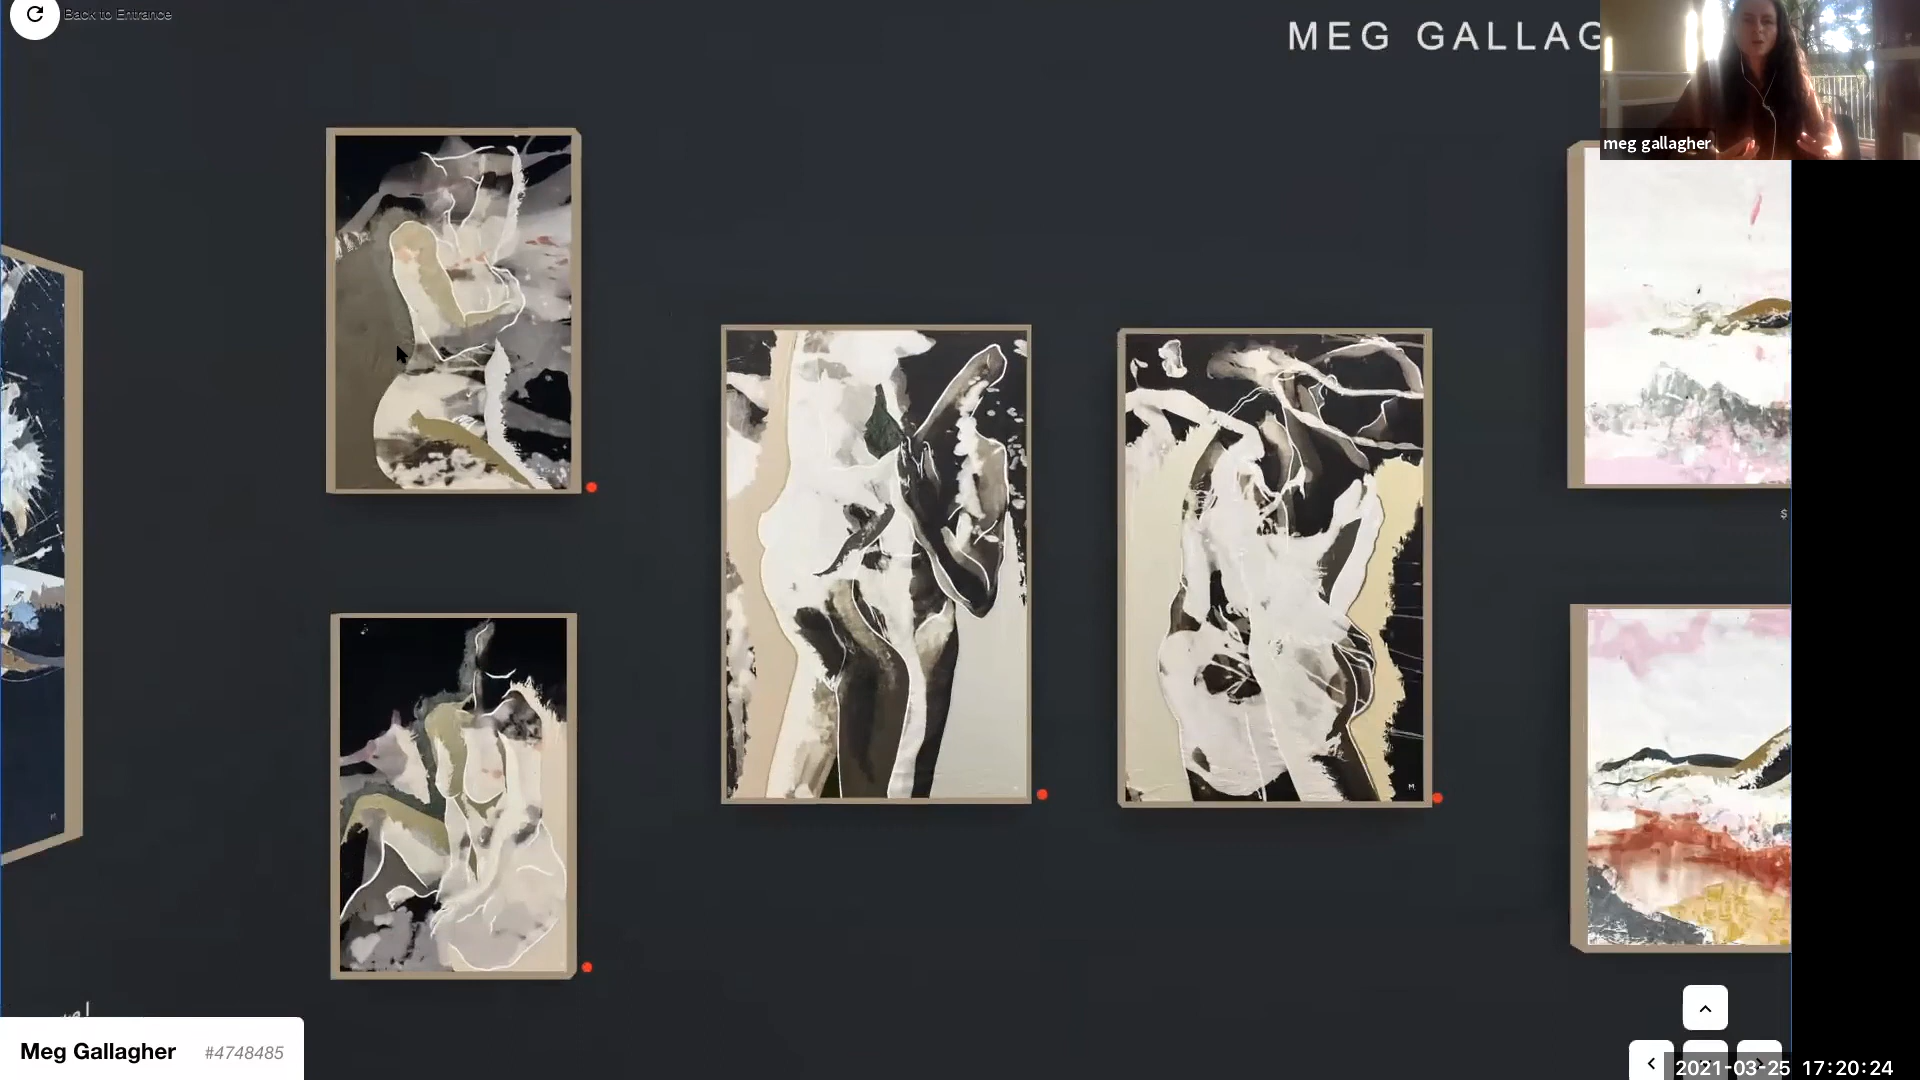 Back to Entrance
MEG GALLAG
meg gallagher
$
M
M
Meg Gallagher #4748485
2021-03-25 17:20:24